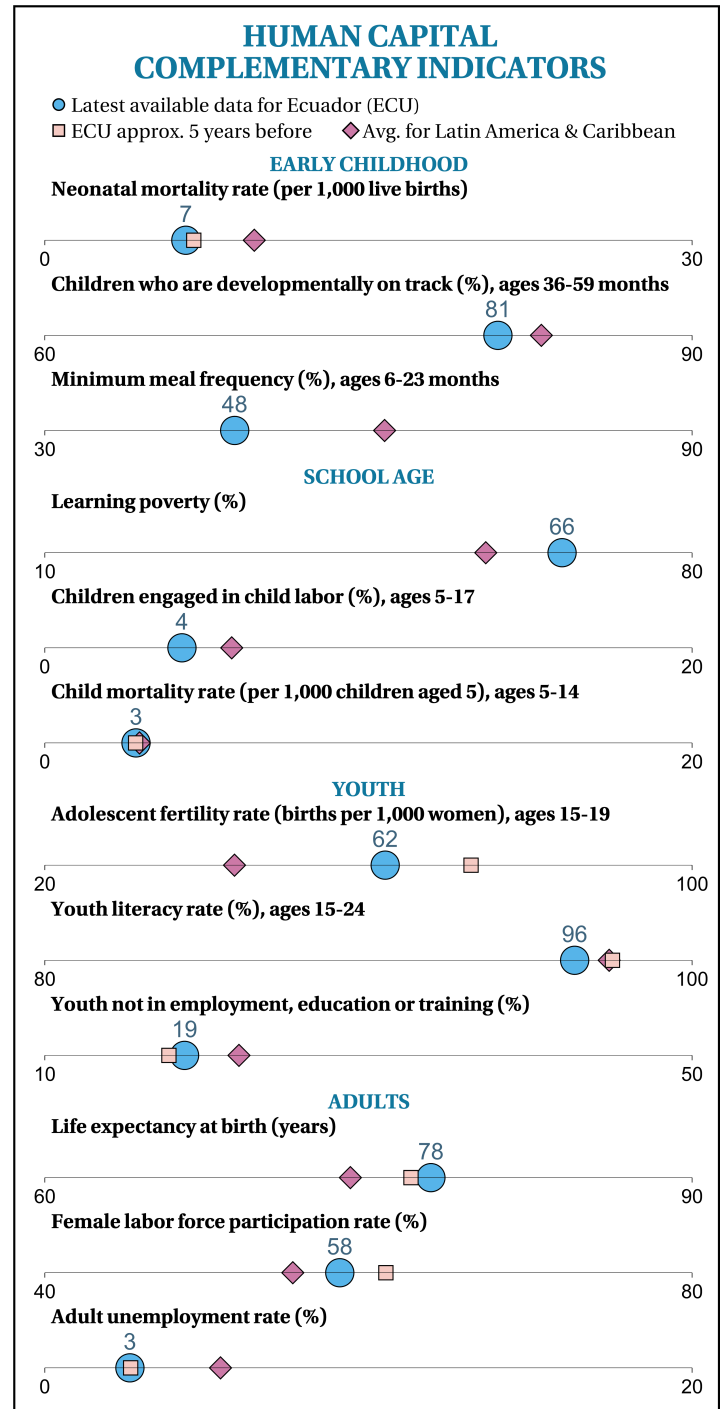 HUMAN CAPITAL
COMPLEMENTARY INDICATORS
Latest available data for Ecuador (ECU)
ECU approx. 5 years before Avg. for Latin America & Caribbean
EARLY CHILDHOOD
Neonatal mortality rate (per 1,000 live births)
7
0 30
Children who are developmentally on track (%), ages 36-59 months
81
60 90
Minimum meal frequency (%), ages 6-23 months
48
30 90
SCHOOL AGE
Learning poverty (%)
66
10 80
Children engaged in child labor (%), ages 5-17
4
0 20
Child mortality rate (per 1,000 children aged 5), ages 5-14
3
0 20
YOUTH
Adolescent fertility rate (births per 1,000 women), ages 15-19
62
20 100
Youth literacy rate (%), ages 15-24
96
80 100
Youth not in employment, education or training (%)
19
10 50
ADULTS
Life expectancy at birth (years)
78
60 90
Female labor force participation rate (%)
58
40 80
Adult unemployment rate (%)
3
0 20